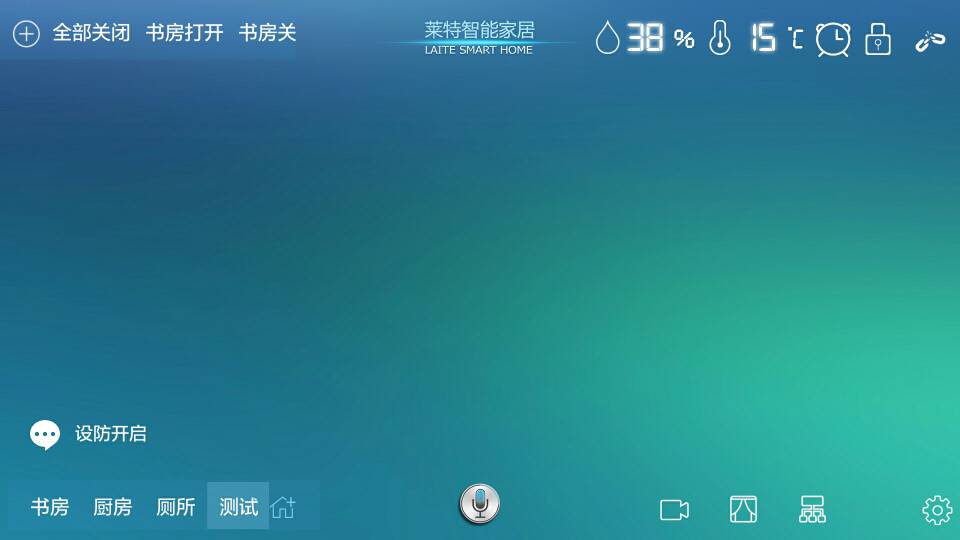 全部关闭 书房打开 书房关
莱特智能家居
LAITE SMART HOME
38 % 15 ℃
设防开启
书房 厨房 厕所 测试